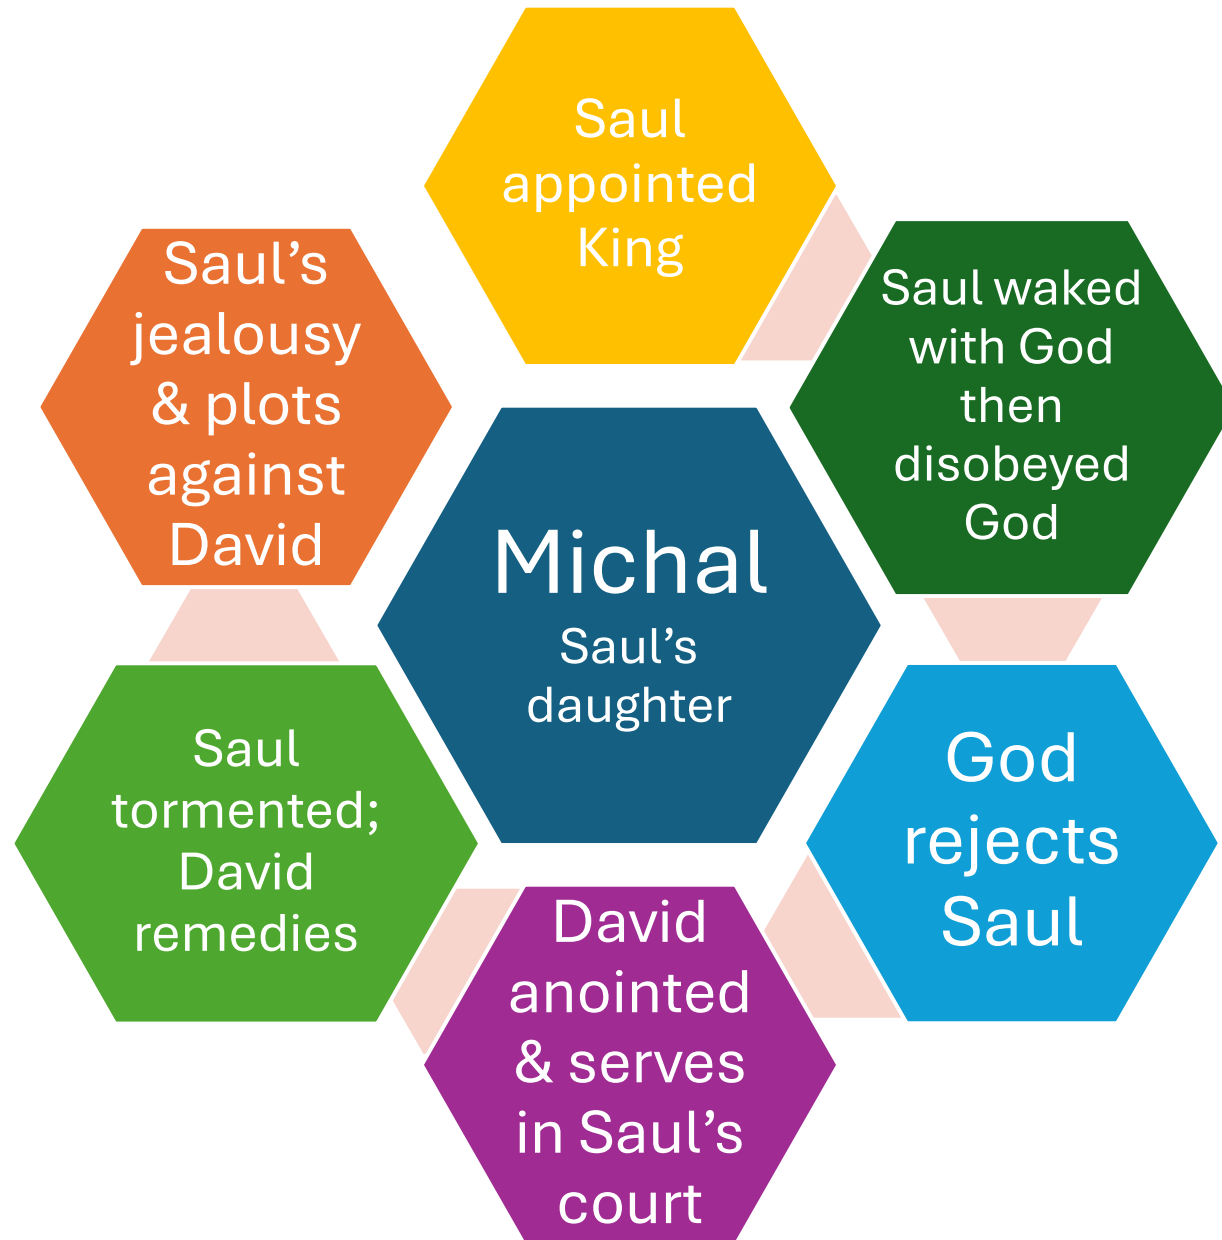 Saul
appointed
King
Saul waked
with God
then
disobeyed
God
God
rejects
Saul
David
anointed
& serves
in Saul’s
court
Saul
tormented;
David
remedies
Saul’s
jealousy
& plots
against
David
Michal
Saul’s
daughter